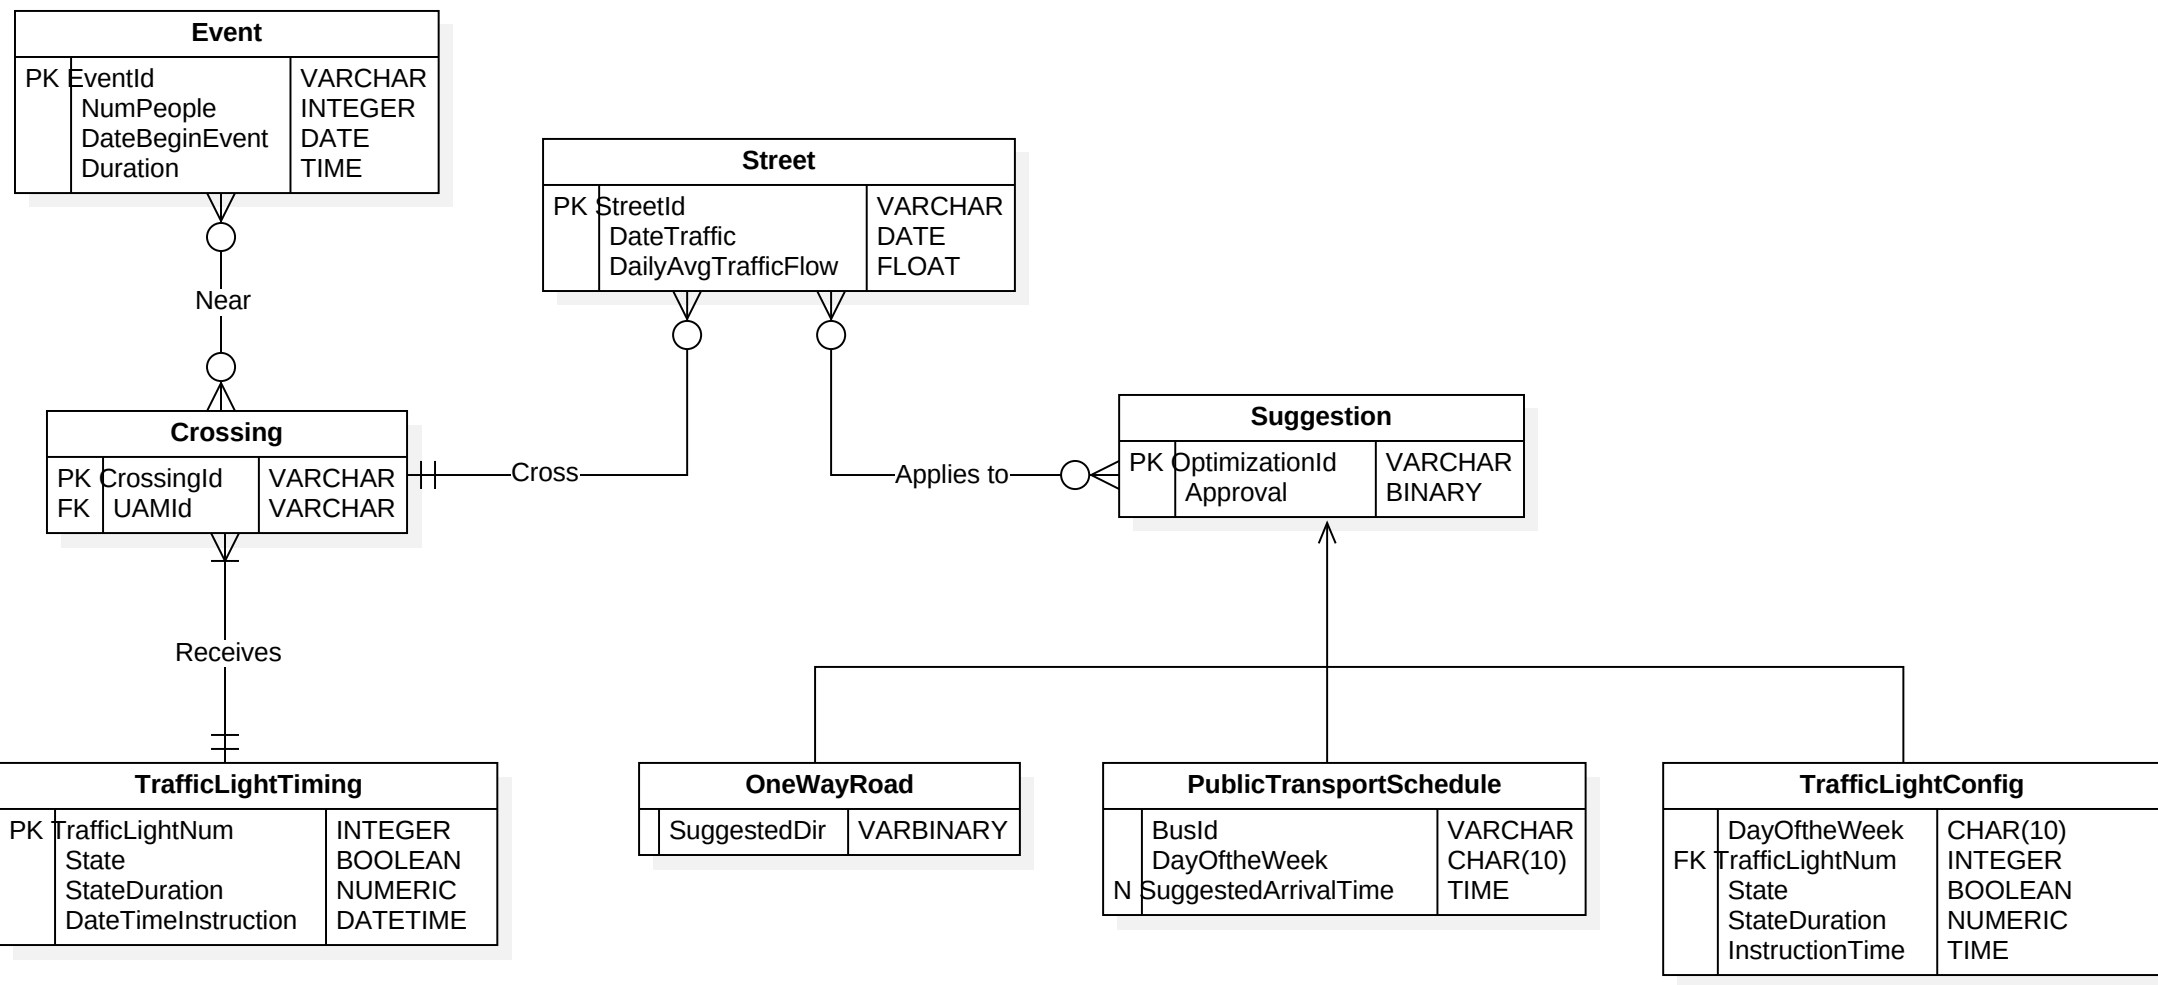 Event
PK EventId VARCHAR
NumPeople INTEGER
DateBeginEvent DATE
Duration TIME
Street
PK StreetId VARCHAR
DateTraffic DATE
DailyAvgTrafficFlow FLOAT
Near
Crossing
PK CrossingId VARCHAR
FK UAMId VARCHAR
Cross
Applies to
Suggestion
PK OptimizationId VARCHAR
Approval BINARY
Receives
TrafficLightTiming
PK TrafficLightNum INTEGER
State BOOLEAN
StateDuration NUMERIC
DateTimeInstruction DATETIME
OneWayRoad
SuggestedDir VARBINARY
PublicTransportSchedule
BusId VARCHAR
DayOftheWeek CHAR(10)
N SuggestedArrivalTime TIME
TrafficLightConfig
DayOftheWeek CHAR(10)
FK TrafficLightNum INTEGER
State BOOLEAN
StateDuration NUMERIC
InstructionTime TIME